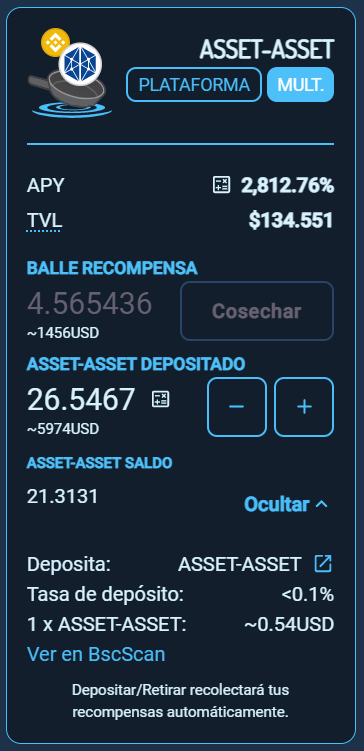 ASSET-ASSET
PLATAFORMA MULT.
APY 2,812.76%
TVL $134.551
BALLE RECOMPENSA
4.565436 Cosechar
~1456USD
ASSET-ASSET DEPOSITADO
26.5467 − +
~5974USD
ASSET-ASSET SALDO
21.3131
Ocultar
Deposita: ASSET-ASSET
Tasa de depósito: <0.1%
1 x ASSET-ASSET: ~0.54USD
Ver en BscScan
Depositar/Retirar recolectará tus
recompensas automáticamente.